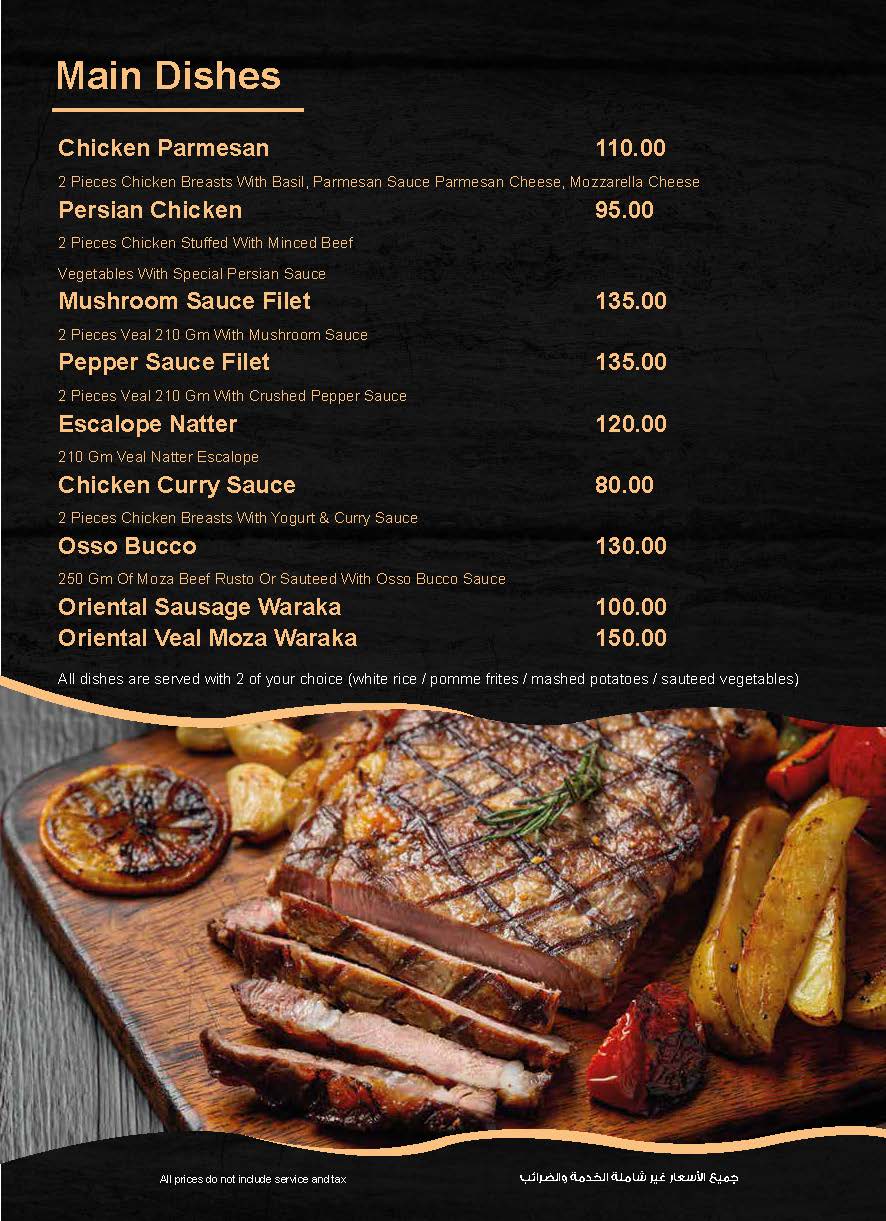 Main Dishes
Chicken Parmesan 110.00
2 Pieces Chicken Breasts With Basil, Parmesan Sauce Parmesan Cheese, Mozzarella Cheese
Persian Chicken 95.00
2 Pieces Chicken Stuffed With Minced Beef
Vegetables With Special Persian Sauce
Mushroom Sauce Filet 135.00
2 Pieces Veal 210 Gm With Mushroom Sauce
Pepper Sauce Filet 135.00
2 Pieces Veal 210 Gm With Crushed Pepper Sauce
Escalope Natter 120.00
210 Gm Veal Natter Escalope
Chicken Curry Sauce 80.00
2 Pieces Chicken Breasts With Yogurt & Curry Sauce
Osso Bucco 130.00
250 Gm Of Moza Beef Rusto Or Sauteed With Osso Bucco Sauce
Oriental Sausage Waraka 100.00
Oriental Veal Moza Waraka 150.00
All dishes are served with 2 of your choice (white rice / pomme frites / mashed potatoes / sauteed vegetables)
All prices do not include service and tax
جميع الأسعار غير شاملة الخدمة والضرائب